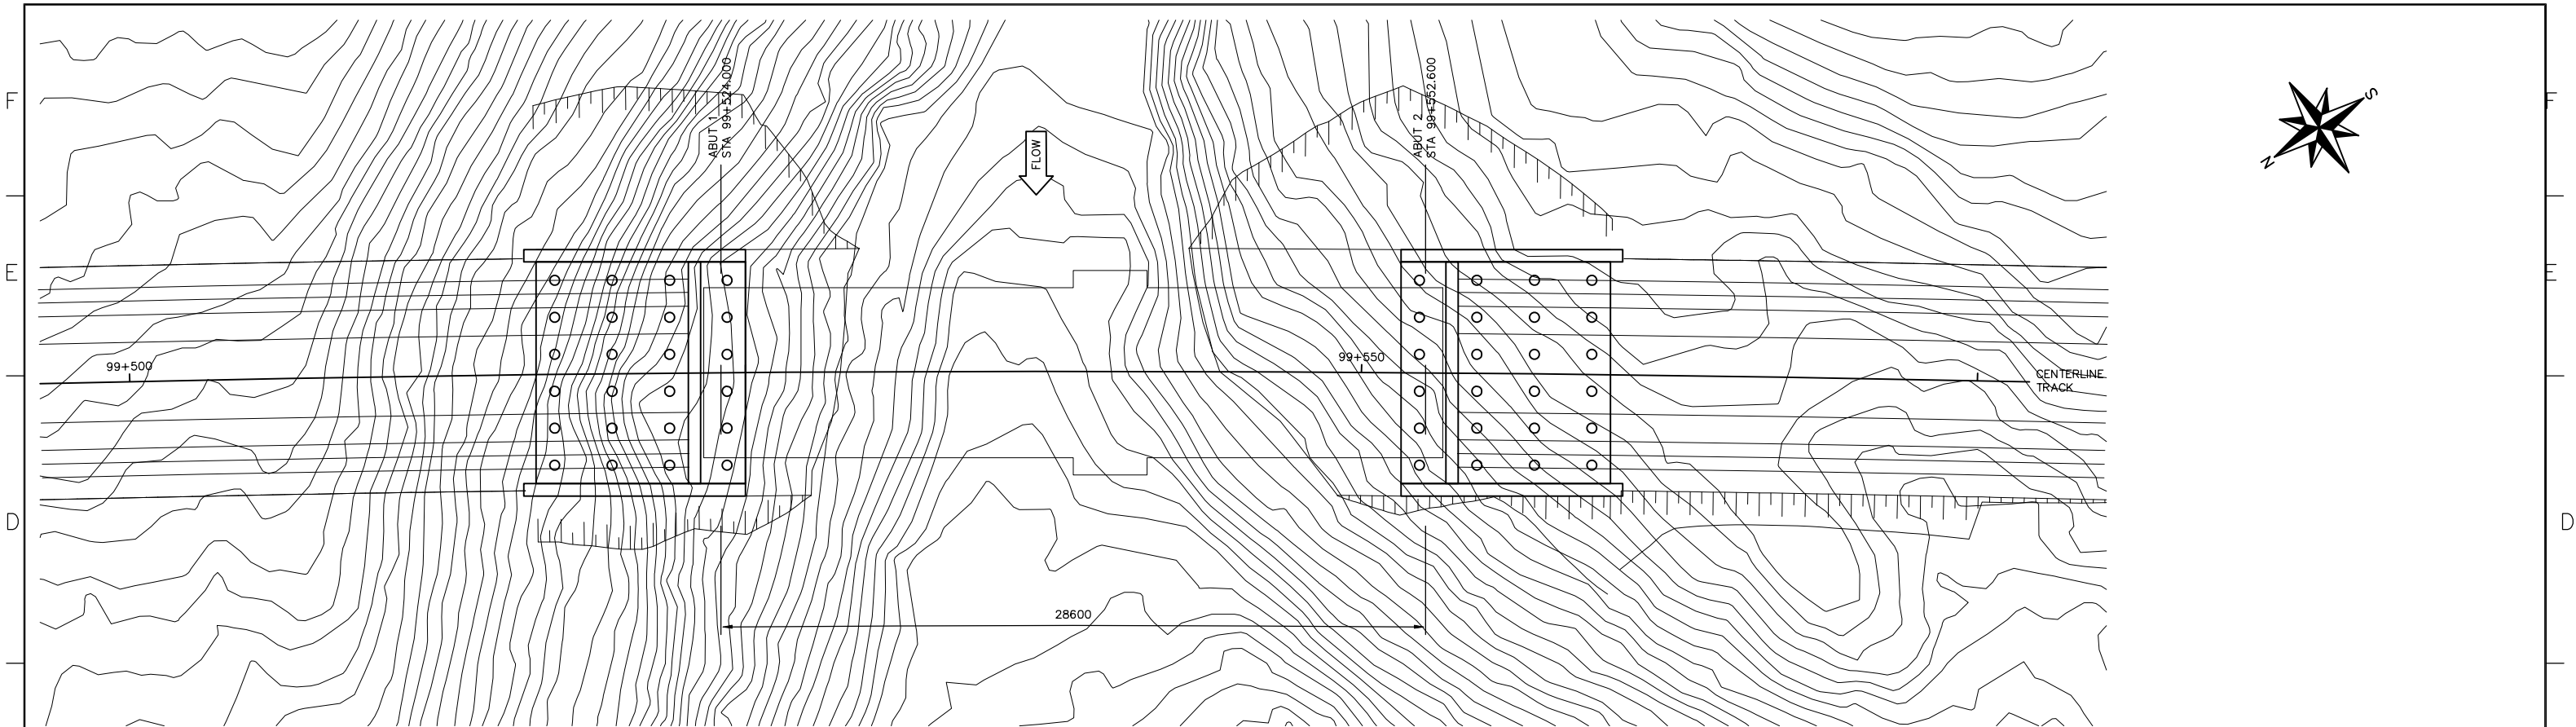 F
F
ABUT 1
STA 99+524.000
ABUT 2
STA 99+552.600
FLOW
S
N
E
E
99+500
99+550
CENTERLINE
TRACK
D
D
28600